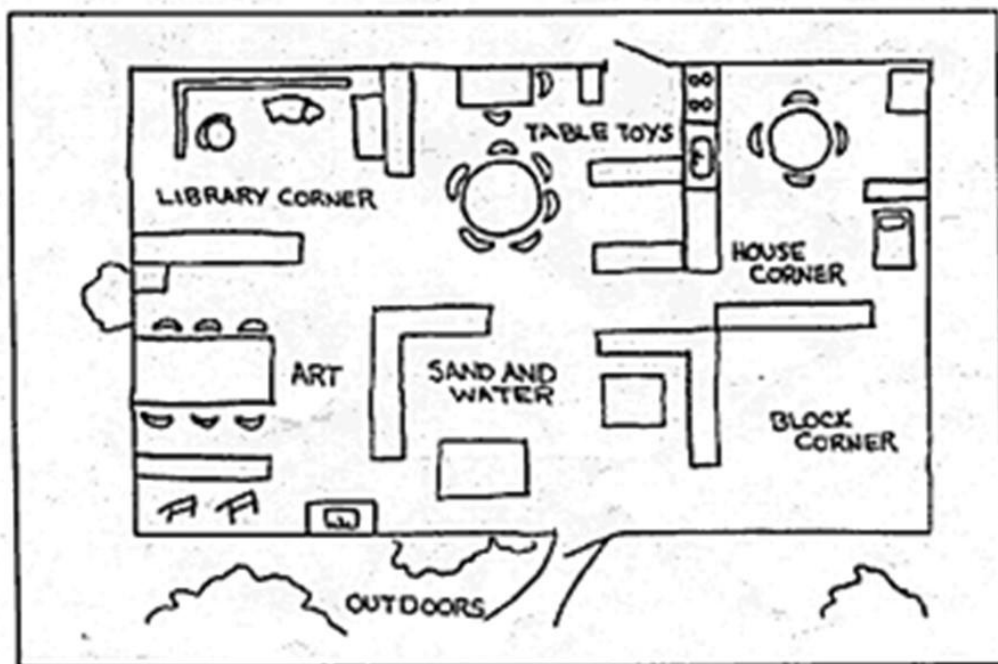 TABLE TOYS
LIBRARY CORNER
HOUSE
CORNER
ART
SAND AND
WATER
BLOCK
CORNER
OUTDOORS